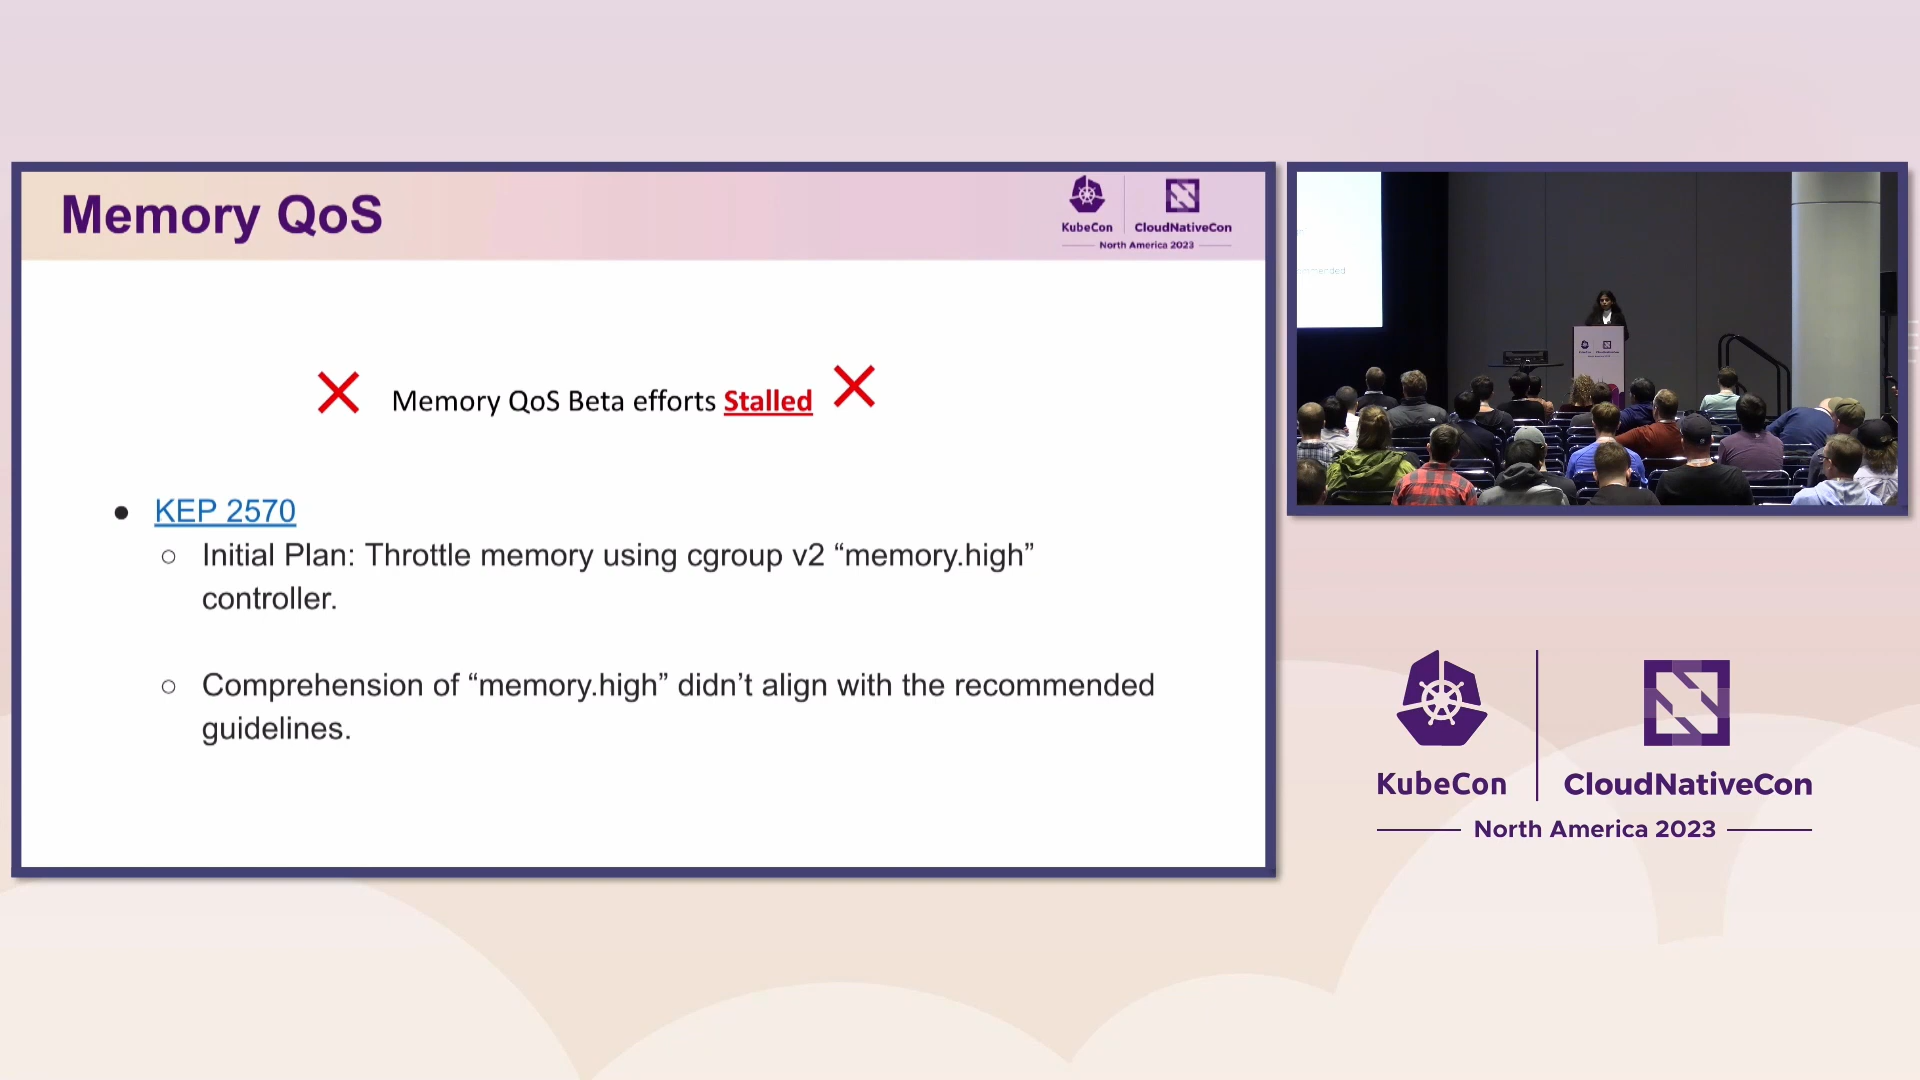 Memory QoS
KubeCon
CloudNativeCon
North America 2023
Memory QoS Beta efforts Stalled
KEP 2570
Initial Plan: Throttle memory using cgroup v2 “memory.high”
controller.
Comprehension of “memory.high” didn’t align with the recommended
guidelines.
KubeCon
CloudNativeCon
North America 2023